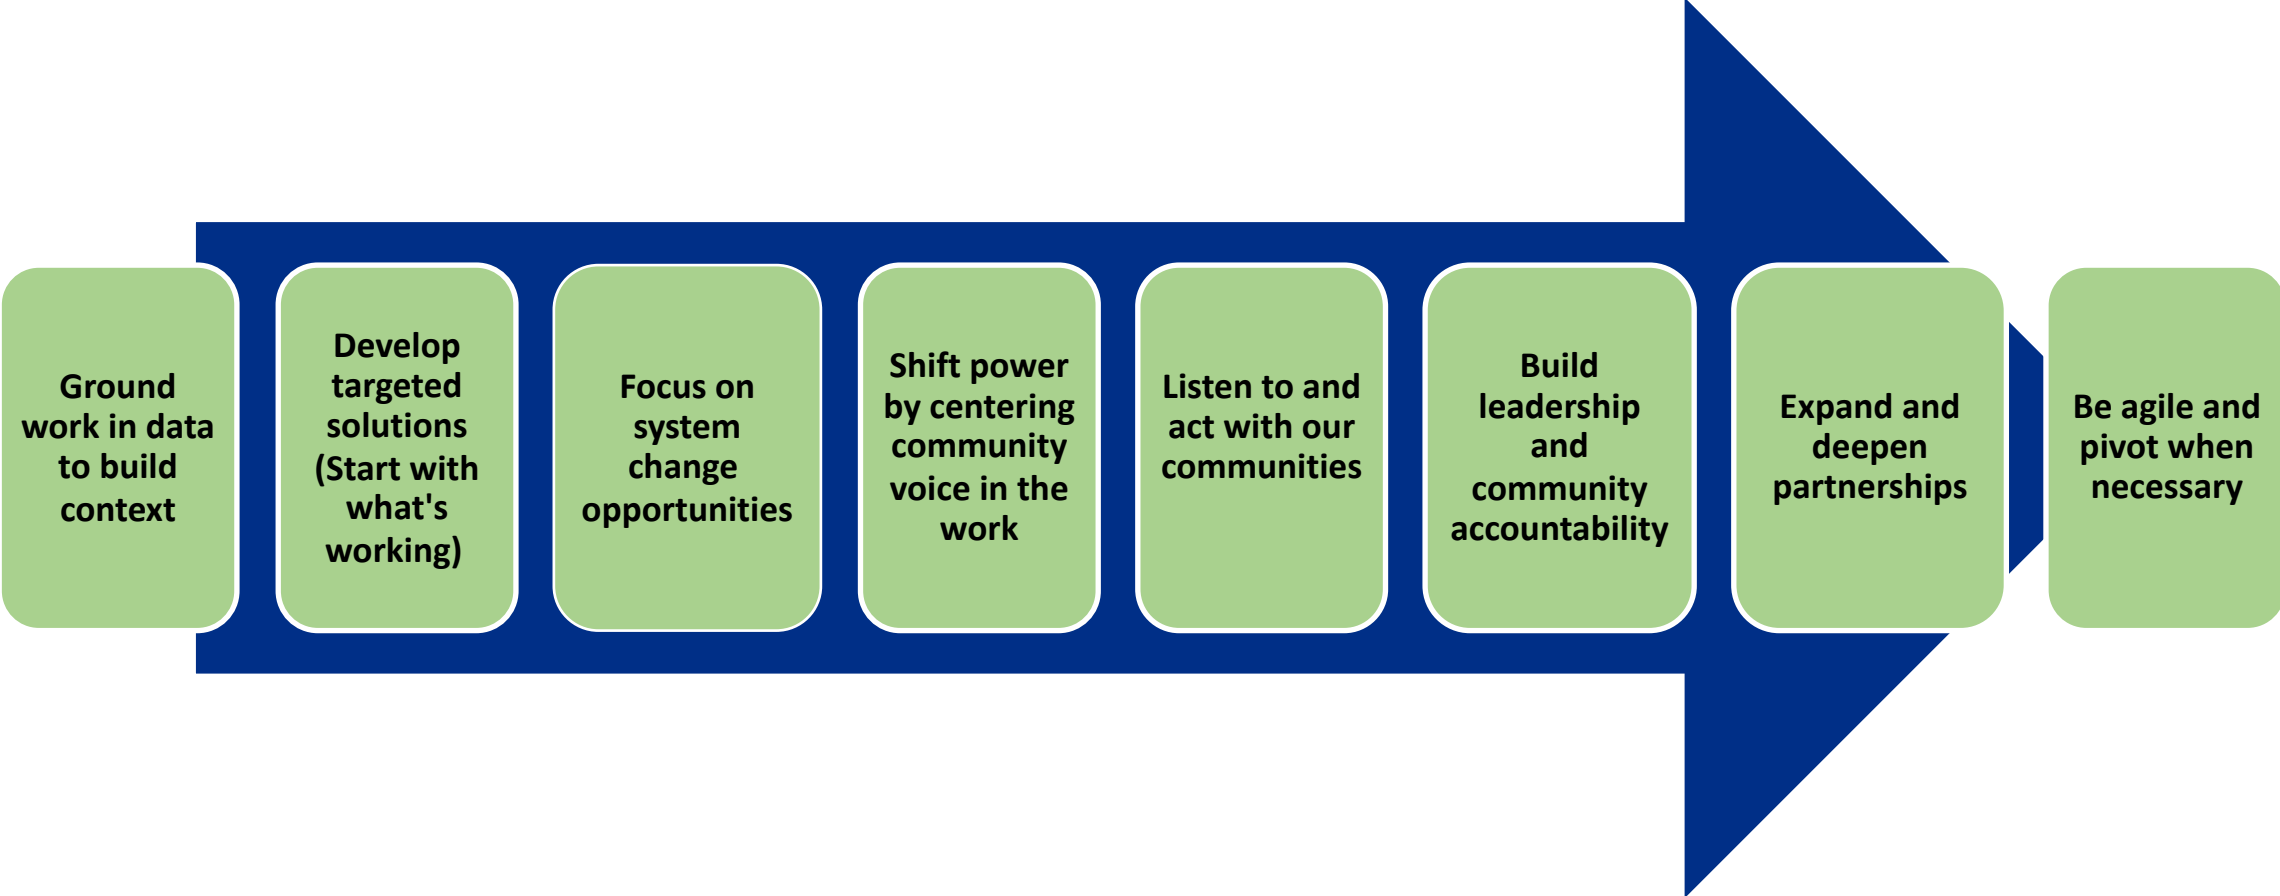 Ground
work in data
to build
context
Develop
targeted
solutions
(Start with
what's
working)
Focus on
system
change
opportunities
Shift power
by centering
community
voice in the
work
Listen to and
act with our
communities
Build
leadership
and
community
accountability
Expand and
deepen
partnerships
Be agile and
pivot when
necessary